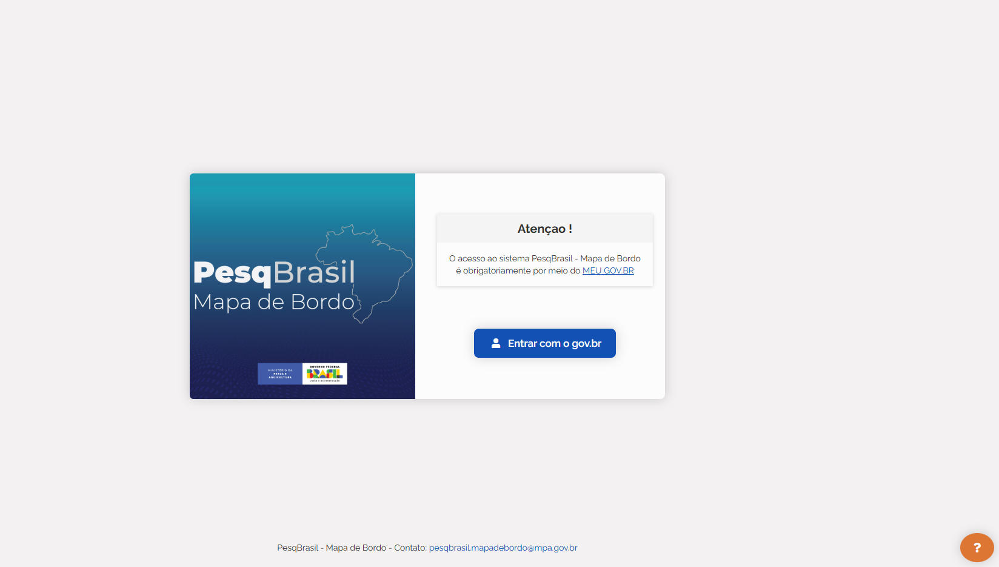 PesqBrasil
Mapa de Bordo
MINISTÉRIO DA
PESCA E
AQUICULTURA
GOVERNO FEDERAL
BRASIL
UNIÃO E RECONSTRUÇÃO
Atençao !
O acesso ao sistema PesqBrasil - Mapa de Bordo
é obrigatoriamente por meio do MEU GOV.BR
Entrar com o gov.br
PesqBrasil - Mapa de Bordo - Contato: pesqbrasil.mapadebordo@mpa.gov.br
?